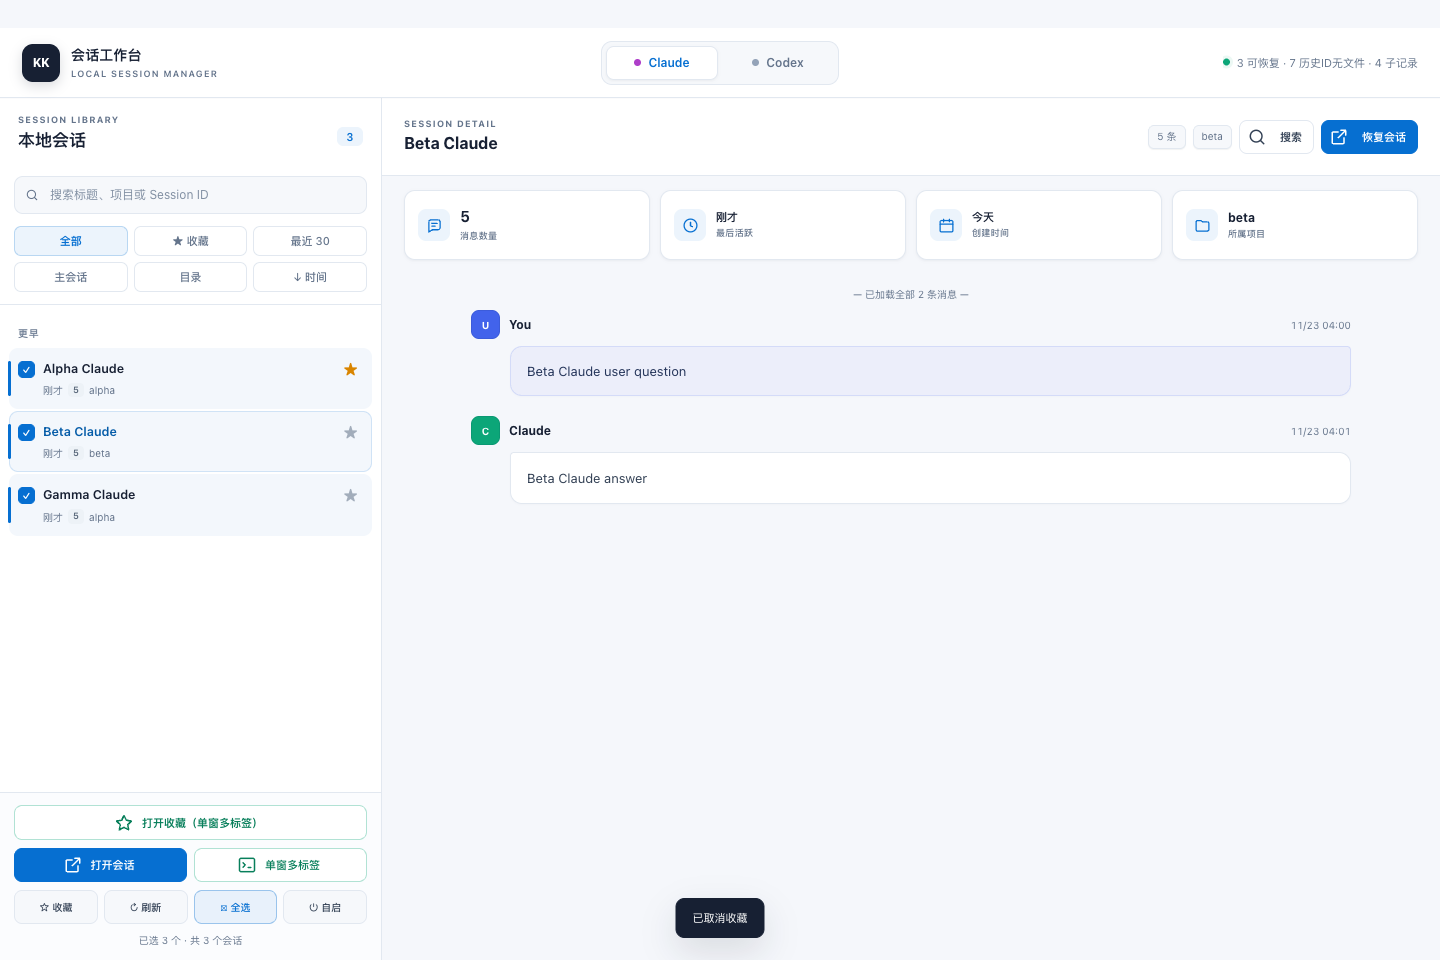 KK
会话工作台
LOCAL SESSION MANAGER
Claude
Codex
3 可恢复 · 7 历史ID无文件 · 4 子记录
SESSION LIBRARY
本地会话
3
搜索标题、项目或 Session ID
全部
★ 收藏
最近 30
主会话
目录
↓ 时间
更早
Alpha Claude
刚才 5 alpha
Beta Claude
刚才 5 beta
Gamma Claude
刚才 5 alpha
打开收藏（单窗多标签）
打开会话
单窗多标签
☆ 收藏
↻ 刷新
☒ 全选
⏻ 自启
已选 3 个 · 共 3 个会话
SESSION DETAIL
Beta Claude
5 条
beta
搜索
恢复会话
5
消息数量
刚才
最后活跃
今天
创建时间
beta
所属项目
— 已加载全部 2 条消息 —
U
You
11/23 04:00
Beta Claude user question
C
Claude
11/23 04:01
Beta Claude answer
已取消收藏